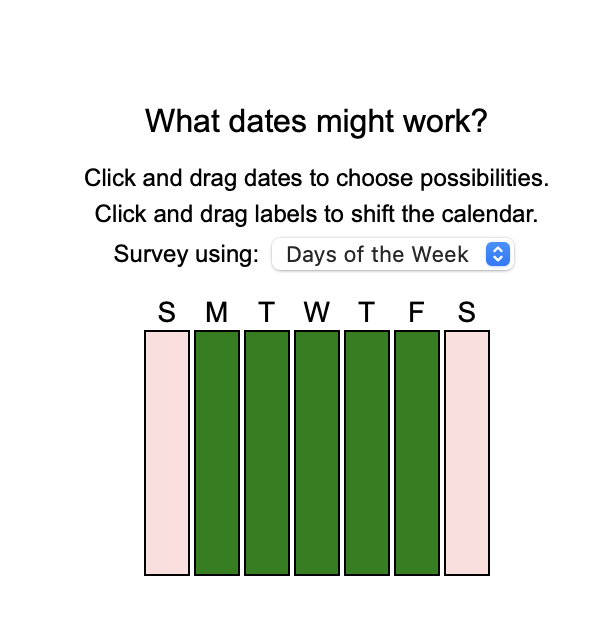 What dates might work?
Click and drag dates to choose possibilities.
Click and drag labels to shift the calendar.
Survey using: Days of the Week
S M T W T F S